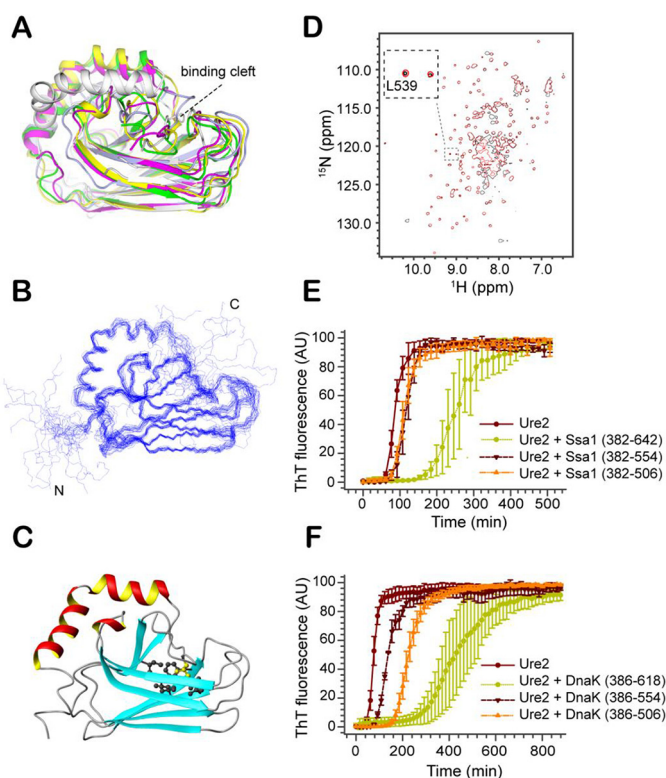 A
binding cleft
B
C
N
C
D
L539
110.0
115.0
120.0
125.0
130.0
15N (ppm)
10.0 9.0 8.0 7.0
1H (ppm)
E
ThT fluorescence (AU)
100
80
60
40
20
0
Ure2
Ure2 + Ssa1 (382-642)
Ure2 + Ssa1 (382-554)
Ure2 + Ssa1 (382-506)
0 100 200 300 400 500
Time (min)
F
ThT fluorescence (AU)
100
80
60
40
20
0
Ure2
Ure2 + DnaK (386-618)
Ure2 + DnaK (386-554)
Ure2 + DnaK (386-506)
0 200 400 600 800
Time (min)